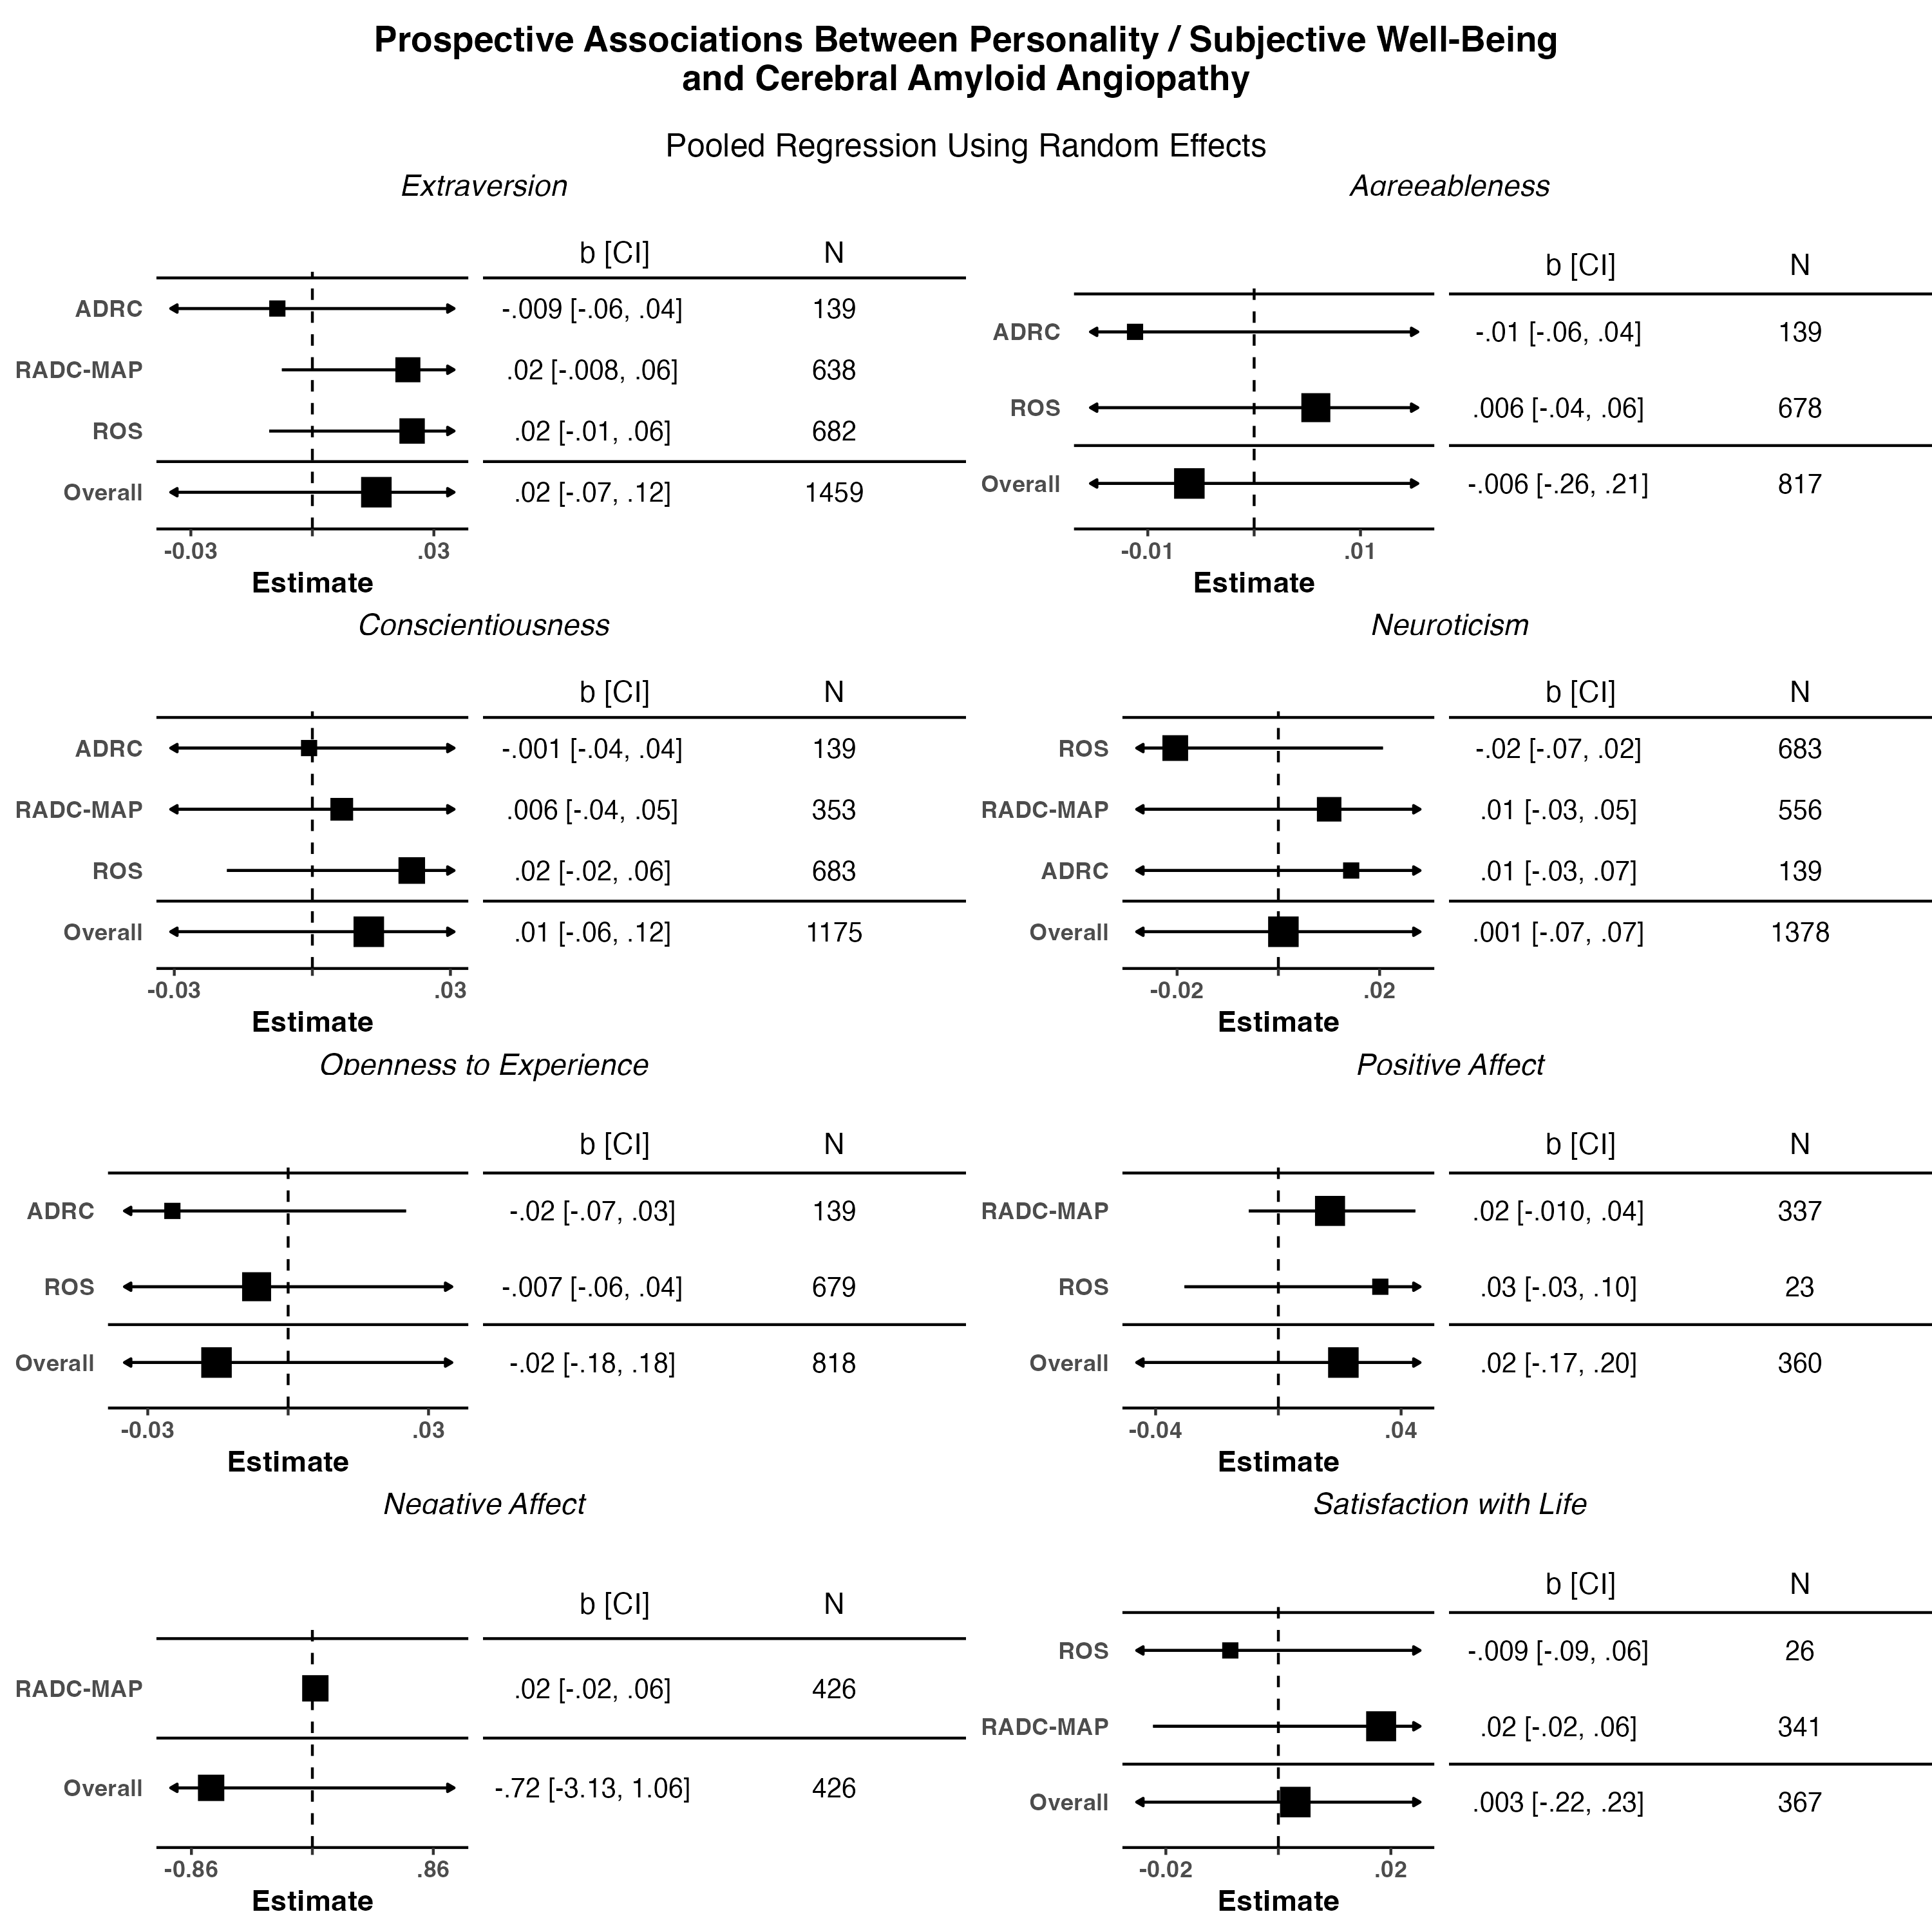 Prospective Associations Between Personality / Subjective Well-Being
and Cerebral Amyloid Angiopathy
Pooled Regression Using Random Effects
Extraversion
b [CI] N
ADRC -.009 [-.06, .04] 139
RADC-MAP .02 [-.008, .06] 638
ROS .02 [-.01, .06] 682
Overall .02 [-.07, .12] 1459
-0.03 .03
Estimate
Agreeableness
b [CI] N
ADRC -.01 [-.06, .04] 139
ROS .006 [-.04, .06] 678
Overall -.006 [-.26, .21] 817
-0.01 .01
Estimate
Conscientiousness
b [CI] N
ADRC -.001 [-.04, .04] 139
RADC-MAP .006 [-.04, .05] 353
ROS .02 [-.02, .06] 683
Overall .01 [-.06, .12] 1175
-0.03 .03
Estimate
Neuroticism
b [CI] N
ROS -.02 [-.07, .02] 683
RADC-MAP .01 [-.03, .05] 556
ADRC .01 [-.03, .07] 139
Overall .001 [-.07, .07] 1378
-0.02 .02
Estimate
Openness to Experience
b [CI] N
ADRC -.02 [-.07, .03] 139
ROS -.007 [-.06, .04] 679
Overall -.02 [-.18, .18] 818
-0.03 .03
Estimate
Positive Affect
b [CI] N
RADC-MAP .02 [-.010, .04] 337
ROS .03 [-.03, .10] 23
Overall .02 [-.17, .20] 360
-0.04 .04
Estimate
Negative Affect
b [CI] N
RADC-MAP .02 [-.02, .06] 426
Overall -.72 [-3.13, 1.06] 426
-0.86 .86
Estimate
Satisfaction with Life
b [CI] N
ROS -.009 [-.09, .06] 26
RADC-MAP .02 [-.02, .06] 341
Overall .003 [-.22, .23] 367
-0.02 .02
Estimate